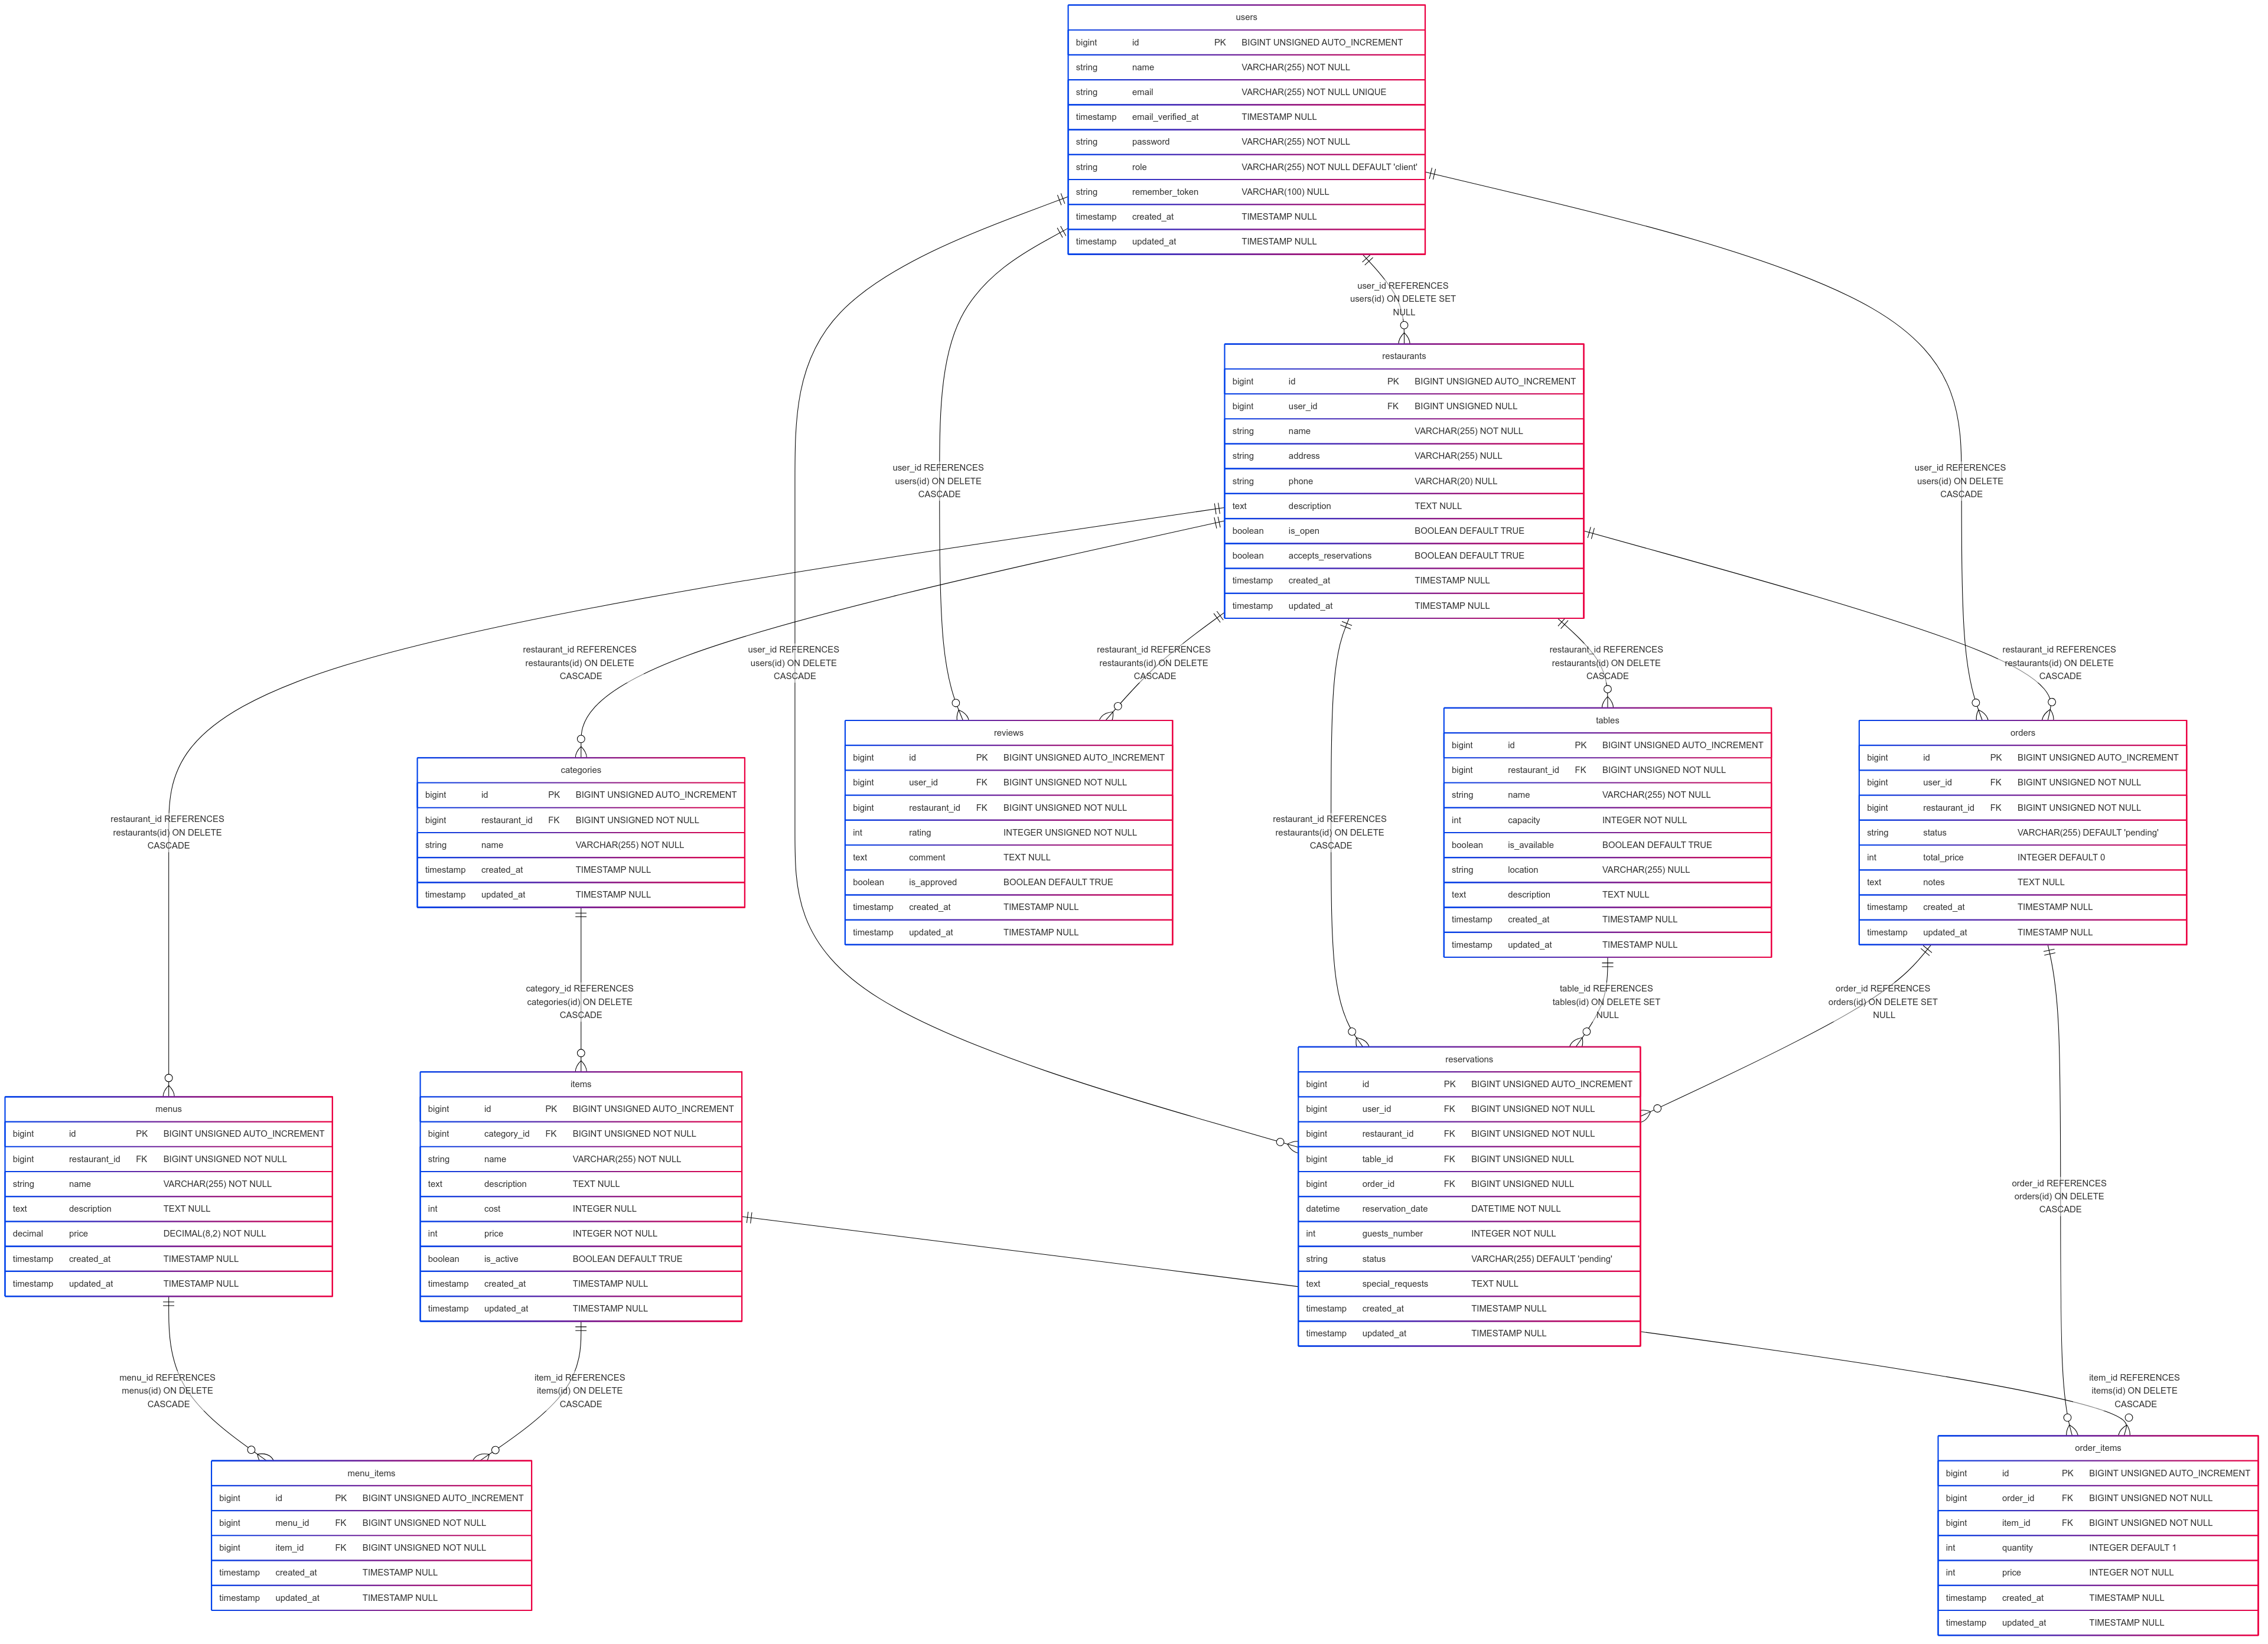 users
bigint id PK BIGINT UNSIGNED AUTO_INCREMENT
string name VARCHAR(255) NOT NULL
string email VARCHAR(255) NOT NULL UNIQUE
timestamp email_verified_at TIMESTAMP NULL
string password VARCHAR(255) NOT NULL
string role VARCHAR(255) NOT NULL DEFAULT 'client'
string remember_token VARCHAR(100) NULL
timestamp created_at TIMESTAMP NULL
timestamp updated_at TIMESTAMP NULL
user_id REFERENCES
users(id) ON DELETE SET
NULL
restaurants
bigint id PK BIGINT UNSIGNED AUTO_INCREMENT
bigint user_id FK BIGINT UNSIGNED NULL
string name VARCHAR(255) NOT NULL
string address VARCHAR(255) NULL
string phone VARCHAR(20) NULL
text description TEXT NULL
boolean is_open BOOLEAN DEFAULT TRUE
boolean accepts_reservations BOOLEAN DEFAULT TRUE
timestamp created_at TIMESTAMP NULL
timestamp updated_at TIMESTAMP NULL
user_id REFERENCES
users(id) ON DELETE
CASCADE
user_id REFERENCES
users(id) ON DELETE
CASCADE
restaurant_id REFERENCES
restaurants(id) ON DELETE
CASCADE
user_id REFERENCES
users(id) ON DELETE
CASCADE
restaurant_id REFERENCES
restaurants(id) ON DELETE
CASCADE
restaurant_id REFERENCES
restaurants(id) ON DELETE
CASCADE
restaurant_id REFERENCES
restaurants(id) ON DELETE
CASCADE
categories
bigint id PK BIGINT UNSIGNED AUTO_INCREMENT
bigint restaurant_id FK BIGINT UNSIGNED NOT NULL
string name VARCHAR(255) NOT NULL
timestamp created_at TIMESTAMP NULL
timestamp updated_at TIMESTAMP NULL
reviews
bigint id PK BIGINT UNSIGNED AUTO_INCREMENT
bigint user_id FK BIGINT UNSIGNED NOT NULL
bigint restaurant_id FK BIGINT UNSIGNED NOT NULL
int rating INTEGER UNSIGNED NOT NULL
text comment TEXT NULL
boolean is_approved BOOLEAN DEFAULT TRUE
timestamp created_at TIMESTAMP NULL
timestamp updated_at TIMESTAMP NULL
tables
bigint id PK BIGINT UNSIGNED AUTO_INCREMENT
bigint restaurant_id FK BIGINT UNSIGNED NOT NULL
string name VARCHAR(255) NOT NULL
int capacity INTEGER NOT NULL
boolean is_available BOOLEAN DEFAULT TRUE
string location VARCHAR(255) NULL
text description TEXT NULL
timestamp created_at TIMESTAMP NULL
timestamp updated_at TIMESTAMP NULL
orders
bigint id PK BIGINT UNSIGNED AUTO_INCREMENT
bigint user_id FK BIGINT UNSIGNED NOT NULL
bigint restaurant_id FK BIGINT UNSIGNED NOT NULL
string status VARCHAR(255) DEFAULT 'pending'
int total_price INTEGER DEFAULT 0
text notes TEXT NULL
timestamp created_at TIMESTAMP NULL
timestamp updated_at TIMESTAMP NULL
restaurant_id REFERENCES
restaurants(id) ON DELETE
CASCADE
restaurant_id REFERENCES
restaurants(id) ON DELETE
CASCADE
category_id REFERENCES
categories(id) ON DELETE
CASCADE
table_id REFERENCES
tables(id) ON DELETE SET
NULL
order_id REFERENCES
orders(id) ON DELETE SET
NULL
menus
bigint id PK BIGINT UNSIGNED AUTO_INCREMENT
bigint restaurant_id FK BIGINT UNSIGNED NOT NULL
string name VARCHAR(255) NOT NULL
text description TEXT NULL
decimal price DECIMAL(8,2) NOT NULL
timestamp created_at TIMESTAMP NULL
timestamp updated_at TIMESTAMP NULL
items
bigint id PK BIGINT UNSIGNED AUTO_INCREMENT
bigint category_id FK BIGINT UNSIGNED NOT NULL
string name VARCHAR(255) NOT NULL
text description TEXT NULL
int cost INTEGER NULL
int price INTEGER NOT NULL
boolean is_active BOOLEAN DEFAULT TRUE
timestamp created_at TIMESTAMP NULL
timestamp updated_at TIMESTAMP NULL
reservations
bigint id PK BIGINT UNSIGNED AUTO_INCREMENT
bigint user_id FK BIGINT UNSIGNED NOT NULL
bigint restaurant_id FK BIGINT UNSIGNED NOT NULL
bigint table_id FK BIGINT UNSIGNED NULL
bigint order_id FK BIGINT UNSIGNED NULL
datetime reservation_date DATETIME NOT NULL
int guests_number INTEGER NOT NULL
string status VARCHAR(255) DEFAULT 'pending'
text special_requests TEXT NULL
timestamp created_at TIMESTAMP NULL
timestamp updated_at TIMESTAMP NULL
order_id REFERENCES
orders(id) ON DELETE
CASCADE
menu_id REFERENCES
menus(id) ON DELETE
CASCADE
item_id REFERENCES
items(id) ON DELETE
CASCADE
item_id REFERENCES
items(id) ON DELETE
CASCADE
menu_items
bigint id PK BIGINT UNSIGNED AUTO_INCREMENT
bigint menu_id FK BIGINT UNSIGNED NOT NULL
bigint item_id FK BIGINT UNSIGNED NOT NULL
timestamp created_at TIMESTAMP NULL
timestamp updated_at TIMESTAMP NULL
order_items
bigint id PK BIGINT UNSIGNED AUTO_INCREMENT
bigint order_id FK BIGINT UNSIGNED NOT NULL
bigint item_id FK BIGINT UNSIGNED NOT NULL
int quantity INTEGER DEFAULT 1
int price INTEGER NOT NULL
timestamp created_at TIMESTAMP NULL
timestamp updated_at TIMESTAMP NULL